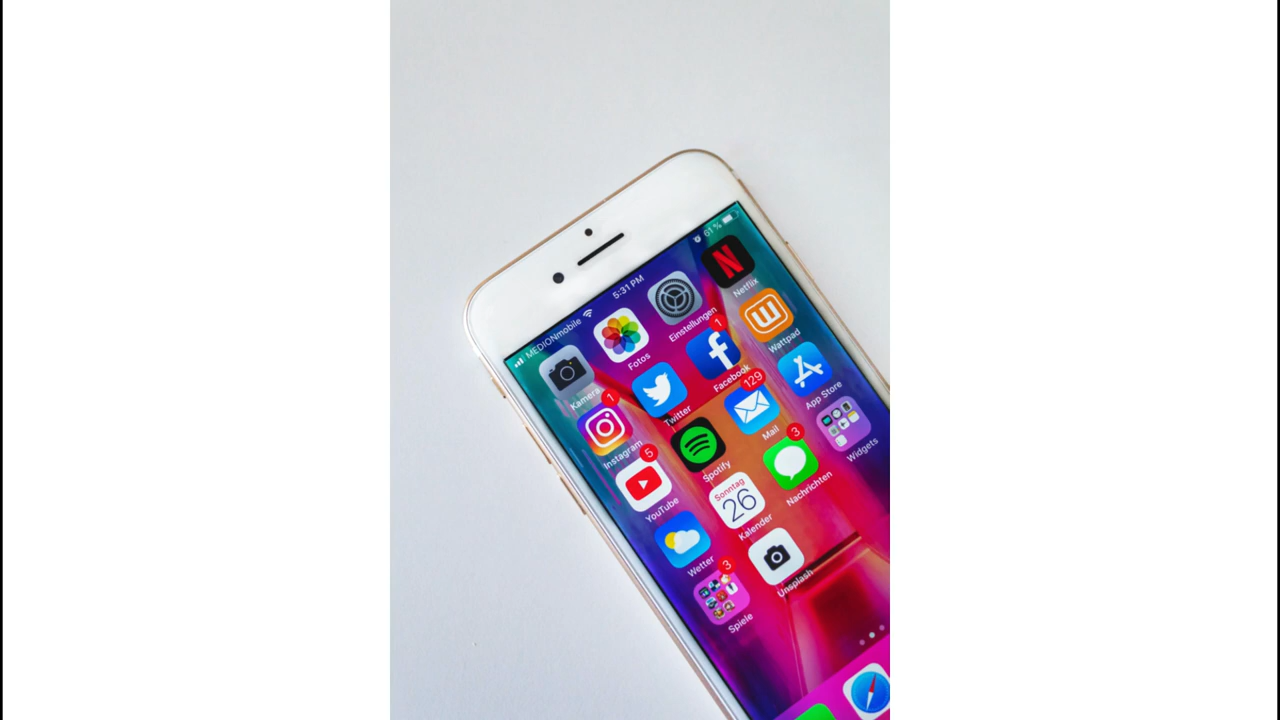 MEDIONmobile 5:31 PM 61 %
Kamera Fotos Einstellungen N Netflix
1 Instagram Twitter 1 Facebook W Wattpad
5 YouTube Spotify 129 Mail App Store
Wetter Sonntag 26 Kalender 3 Nachrichten Widgets
3 Spiele Unsplash